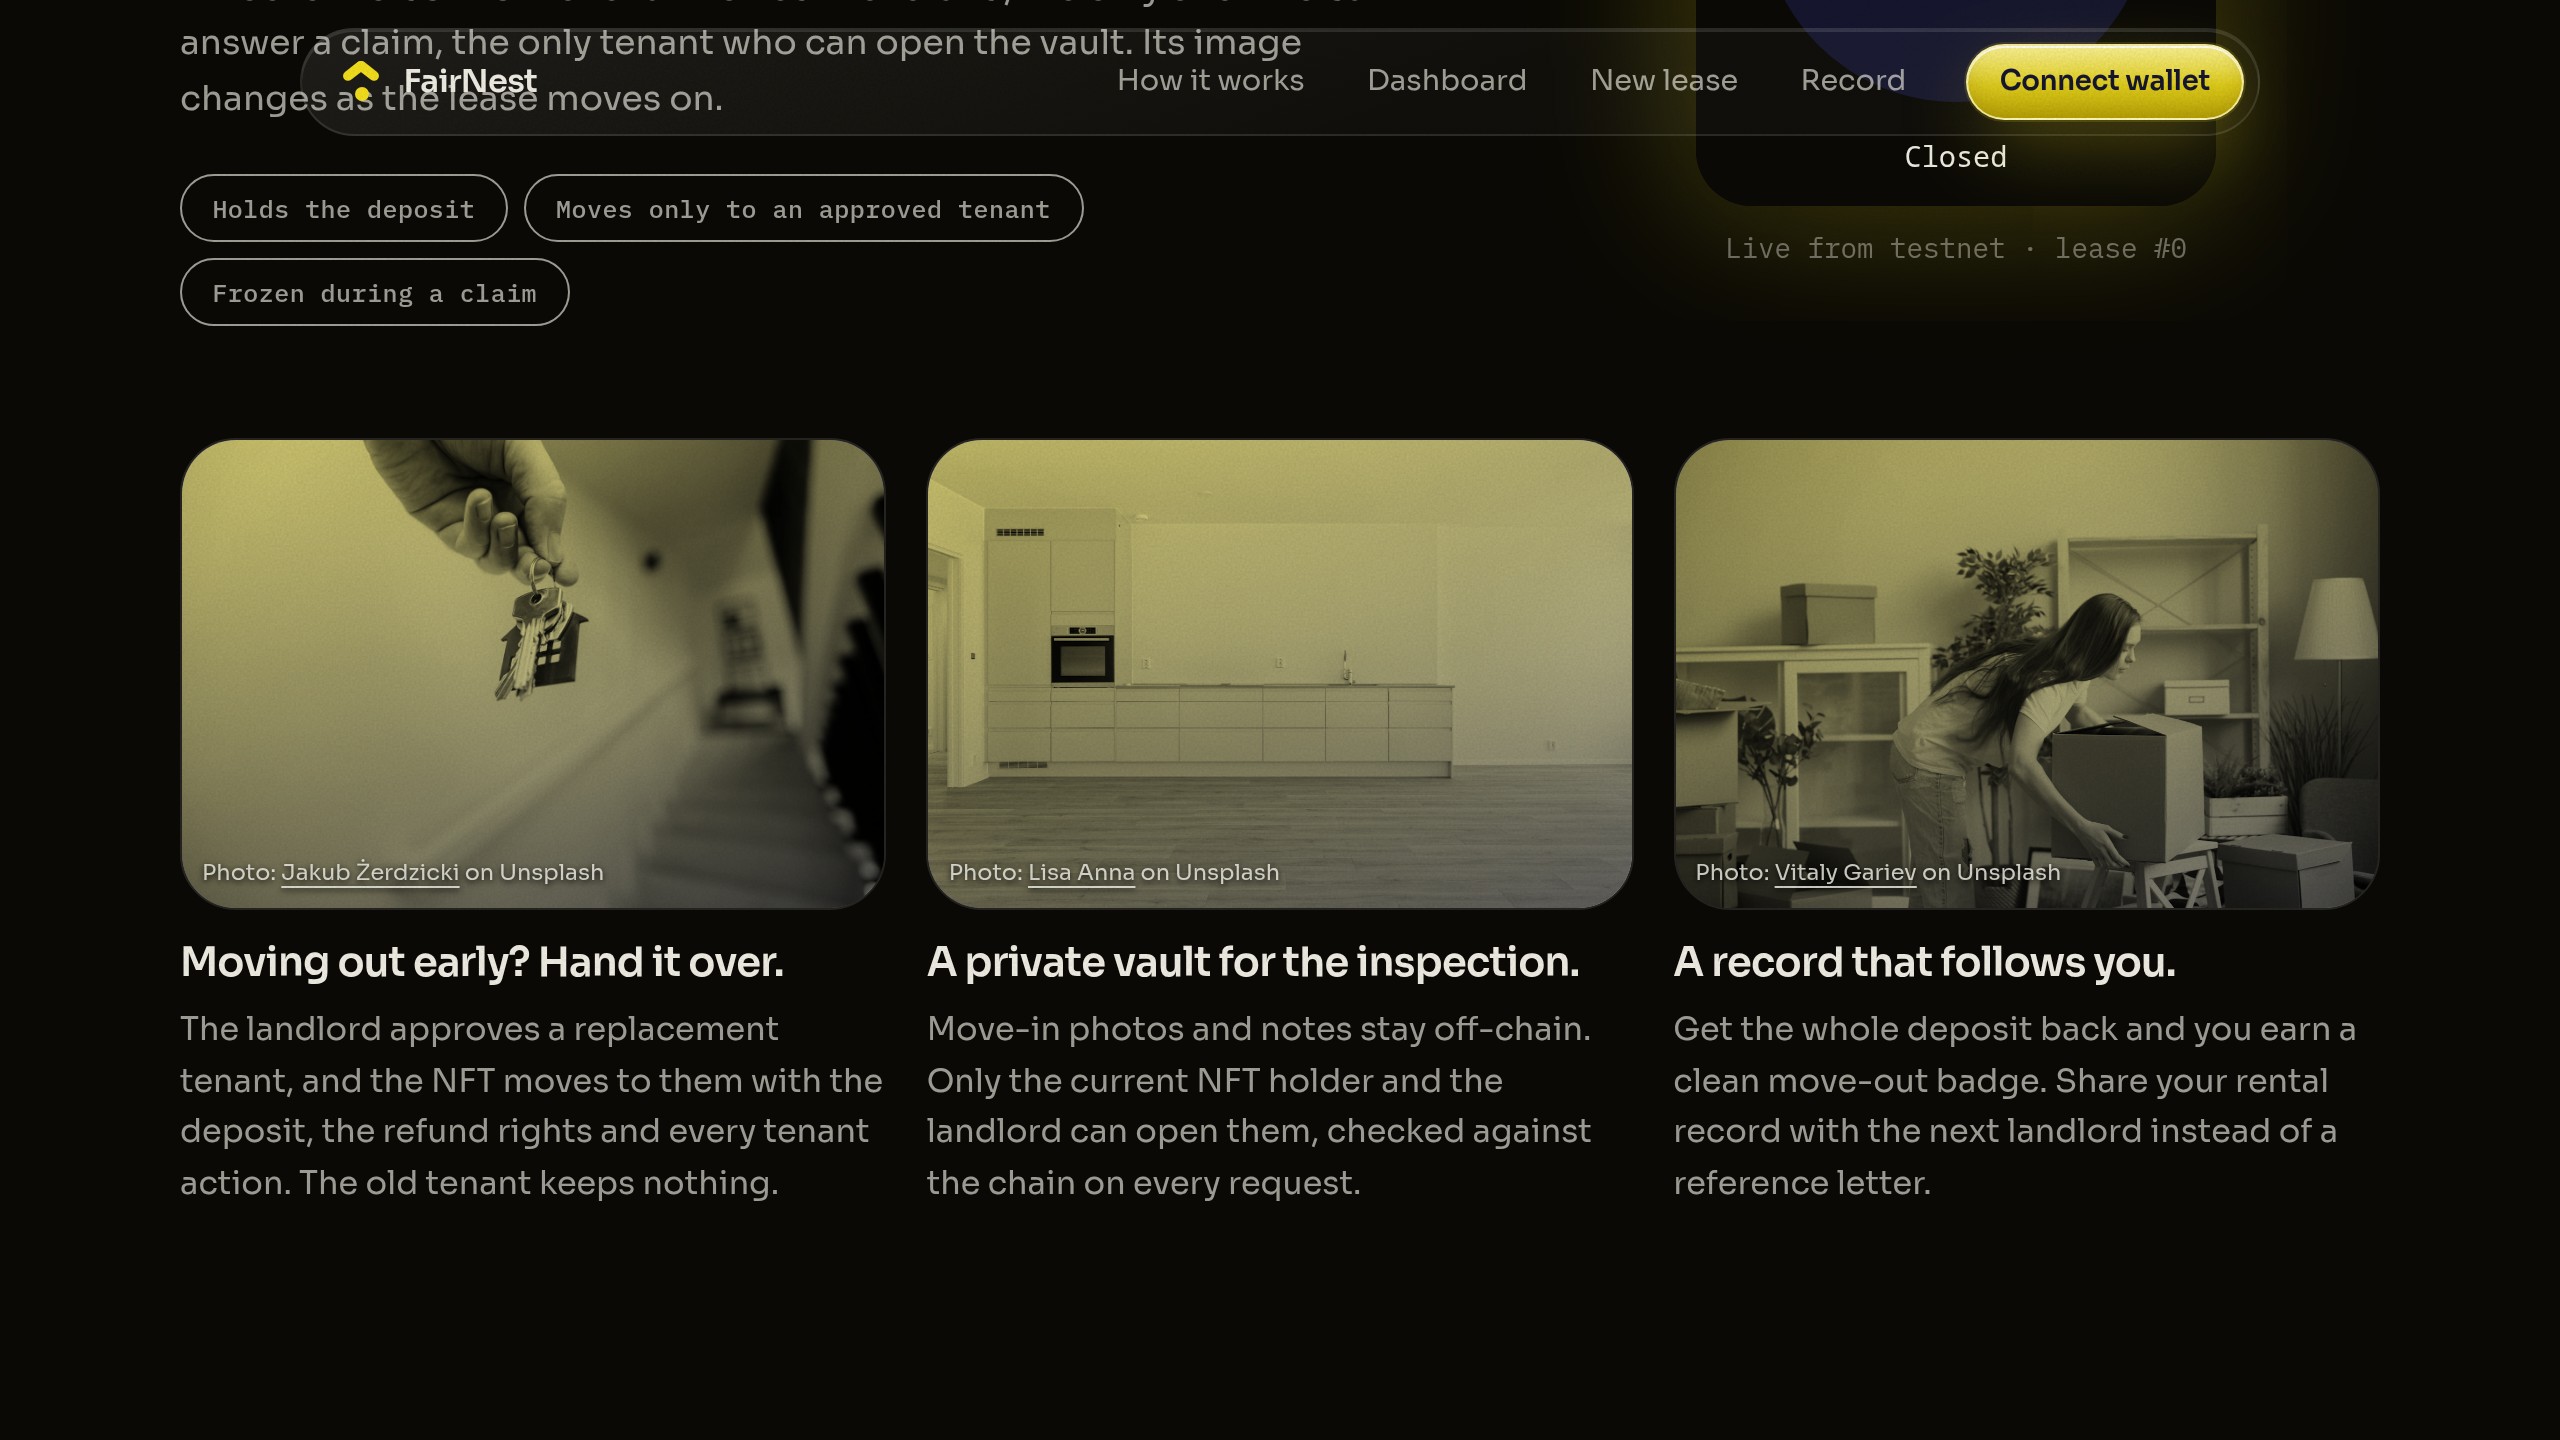 answer a claim, the only tenant who can open the vault. Its image
changes as the lease moves on.
FairNest
How it works
Dashboard
New lease
Record
Connect wallet
Closed
Holds the deposit
Moves only to an approved tenant
Live from testnet · lease #0
Frozen during a claim
Photo: Jakub Żerdzicki on Unsplash
Photo: Lisa Anna on Unsplash
Photo: Vitaly Gariev on Unsplash
Moving out early? Hand it over.
The landlord approves a replacement
tenant, and the NFT moves to them with the
deposit, the refund rights and every tenant
action. The old tenant keeps nothing.
A private vault for the inspection.
Move-in photos and notes stay off-chain.
Only the current NFT holder and the
landlord can open them, checked against
the chain on every request.
A record that follows you.
Get the whole deposit back and you earn a
clean move-out badge. Share your rental
record with the next landlord instead of a
reference letter.